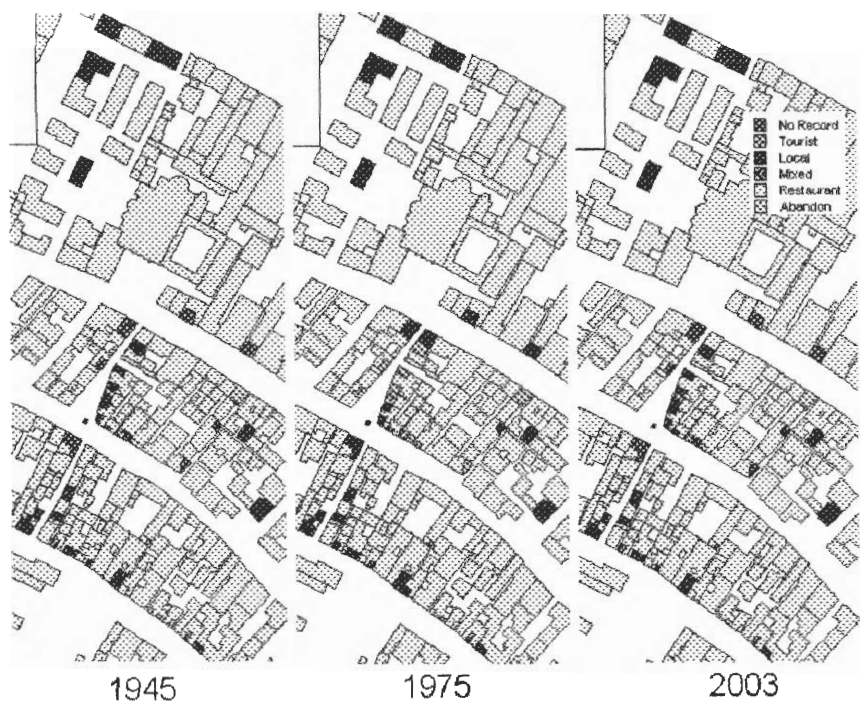 No Record
Tourist
Local
Mixed
Restaurant
Abandon
1945
1975
2003